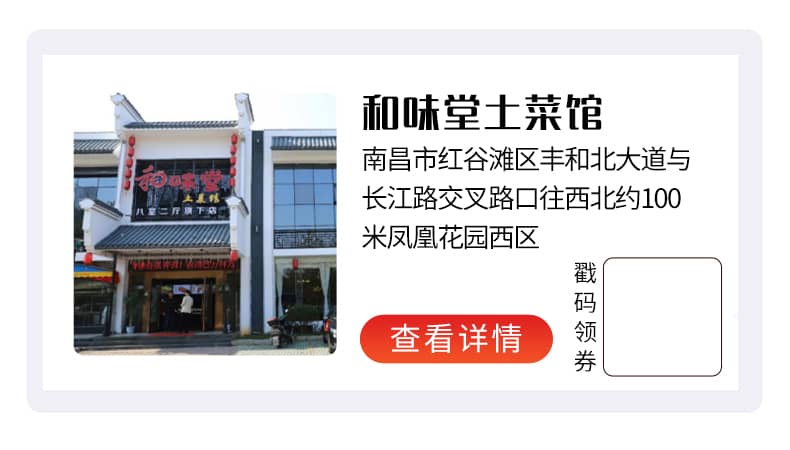 和味堂土菜馆
南昌市红谷滩区丰和北大道与
长江路交叉路口往西北约100
米凤凰花园西区
查看详情
戳码领券
和味堂
土菜馆
八室二厅旗下店